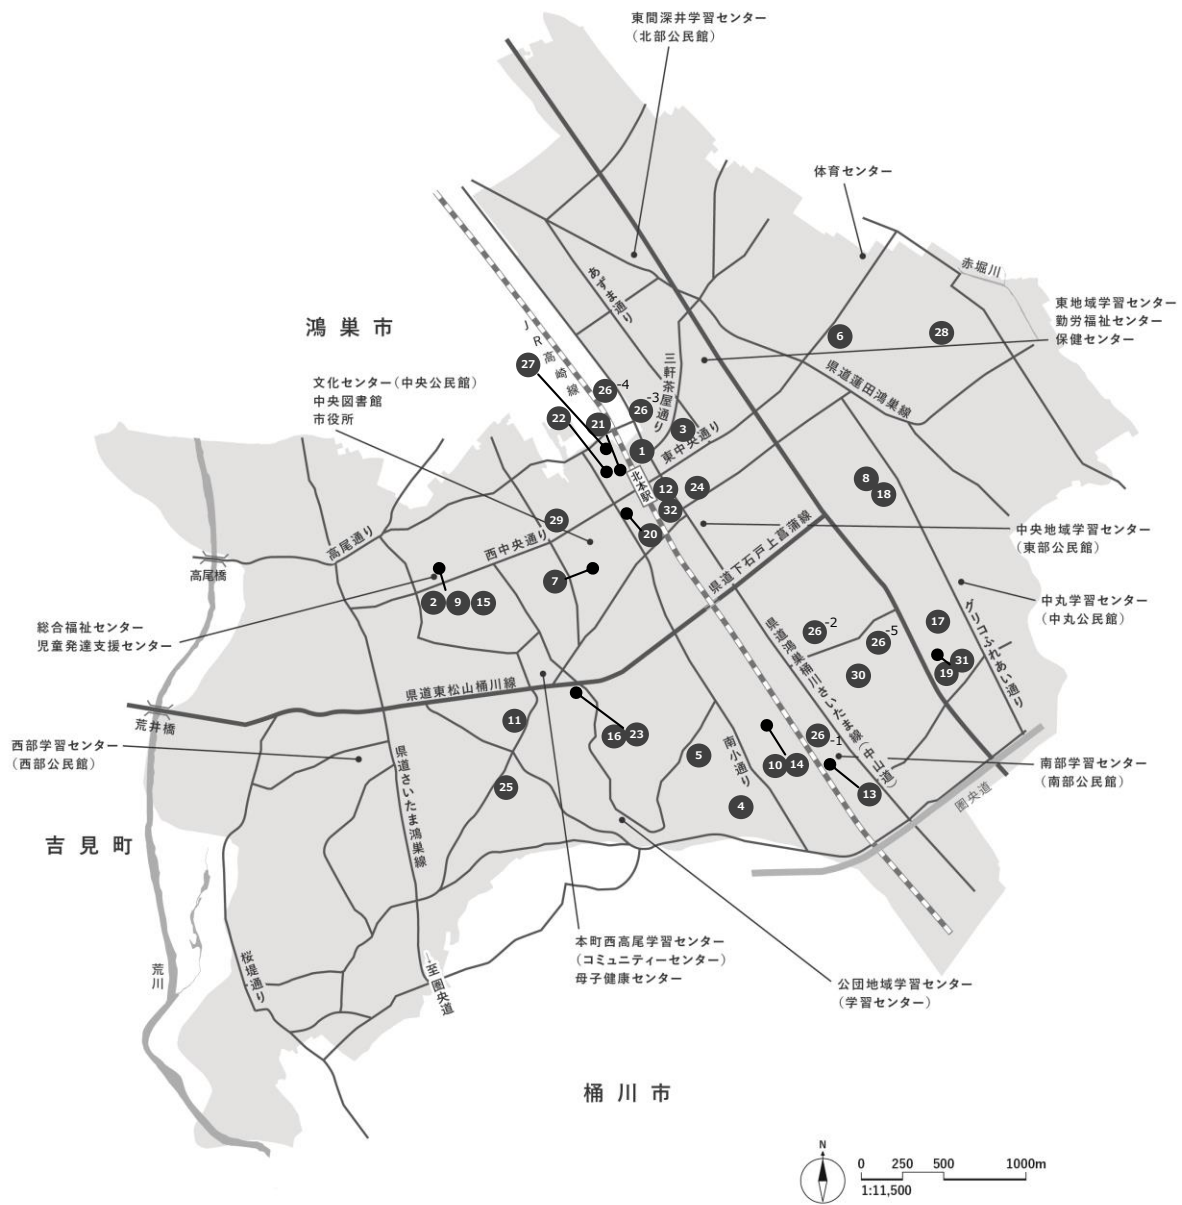 東間深井学習センター
（北部公民館）
体育センター
赤堀川
東地域学習センター
勤労福祉センター
保健センター
鴻巣市
あずま通り
JR高崎線
三軒茶屋通り
県道蓮田鴻巣線
6
28
27
26-4
26-3
文化センター（中央公民館）
中央図書館
市役所
22
21
3
1
東中央通り
北本駅
12
24
32
8
18
29
20
高尾通り
西中央通り
県道下石戸上菖蒲線
中央地域学習センター
（東部公民館）
高尾橋
7
2
9
15
総合福祉センター
児童発達支援センター
中丸学習センター
（中丸公民館）
グリコふれあい通り
17
26-2
26-5
31
19
30
県道鴻巣桶川さいたま線（中山道）
県道東松山桶川線
荒井橋
11
16
23
西部学習センター
（西部公民館）
県道さいたま鴻巣線
南小通り
5
10
14
26-1
13
南部学習センター
（南部公民館）
圏央道
25
4
吉見町
本町西高尾学習センター
（コミュニティーセンター）
母子健康センター
公団地域学習センター
（学習センター）
荒川
桜堤通り
→至圏央道
桶川市
N
0 250 500 1000m
1:11,500